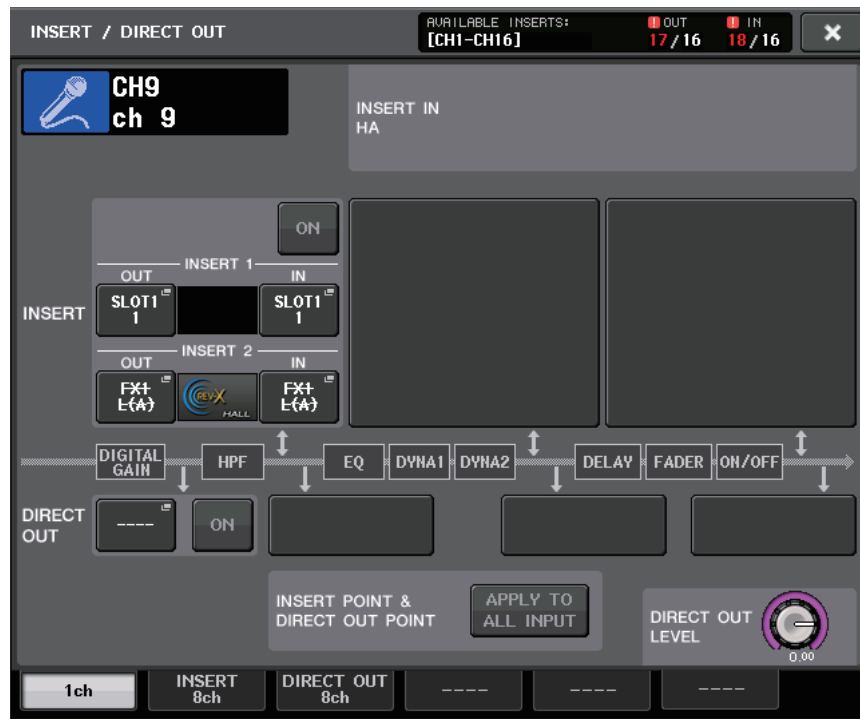 INSERT / DIRECT OUT
AVAILABLE INSERTS:
[CH1-CH16]
! OUT
17/16
! IN
18/16
×
CH9
ch 9
INSERT IN
HA
ON
INSERT 1
OUT
IN
INSERT
SLOT1
1
SLOT1
1
INSERT 2
OUT
IN
FX1
L(A)
REV-X
HALL
FX1
L(A)
DIGITAL
GAIN
HPF
EQ
DYNA1
DYNA2
DELAY
FADER
ON/OFF
DIRECT
OUT
----
ON
INSERT POINT &
DIRECT OUT POINT
APPLY TO
ALL INPUT
DIRECT OUT
LEVEL
0.00
1ch
INSERT
8ch
DIRECT OUT
8ch
----
----
----